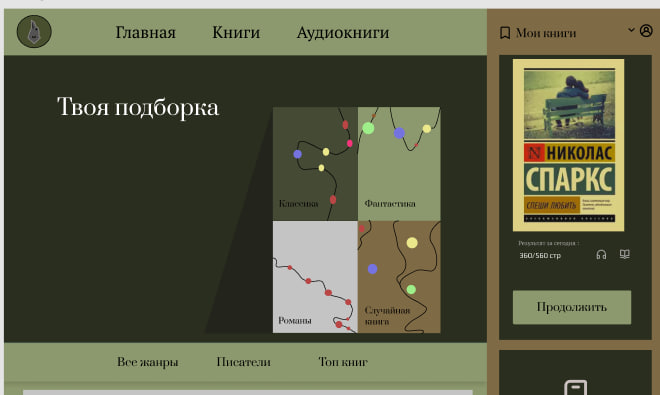 Главная
Книги
Аудиокниги
Мои книги
Твоя подборка
Классика
Фантастика
Романы
Случайная
книга
N НИКОЛАС
СПАРКС
СПЕШИ ЛЮБИТЬ
Результат за сегодня :
360/560 стр
Продолжить
Все жанры
Писатели
Топ книг